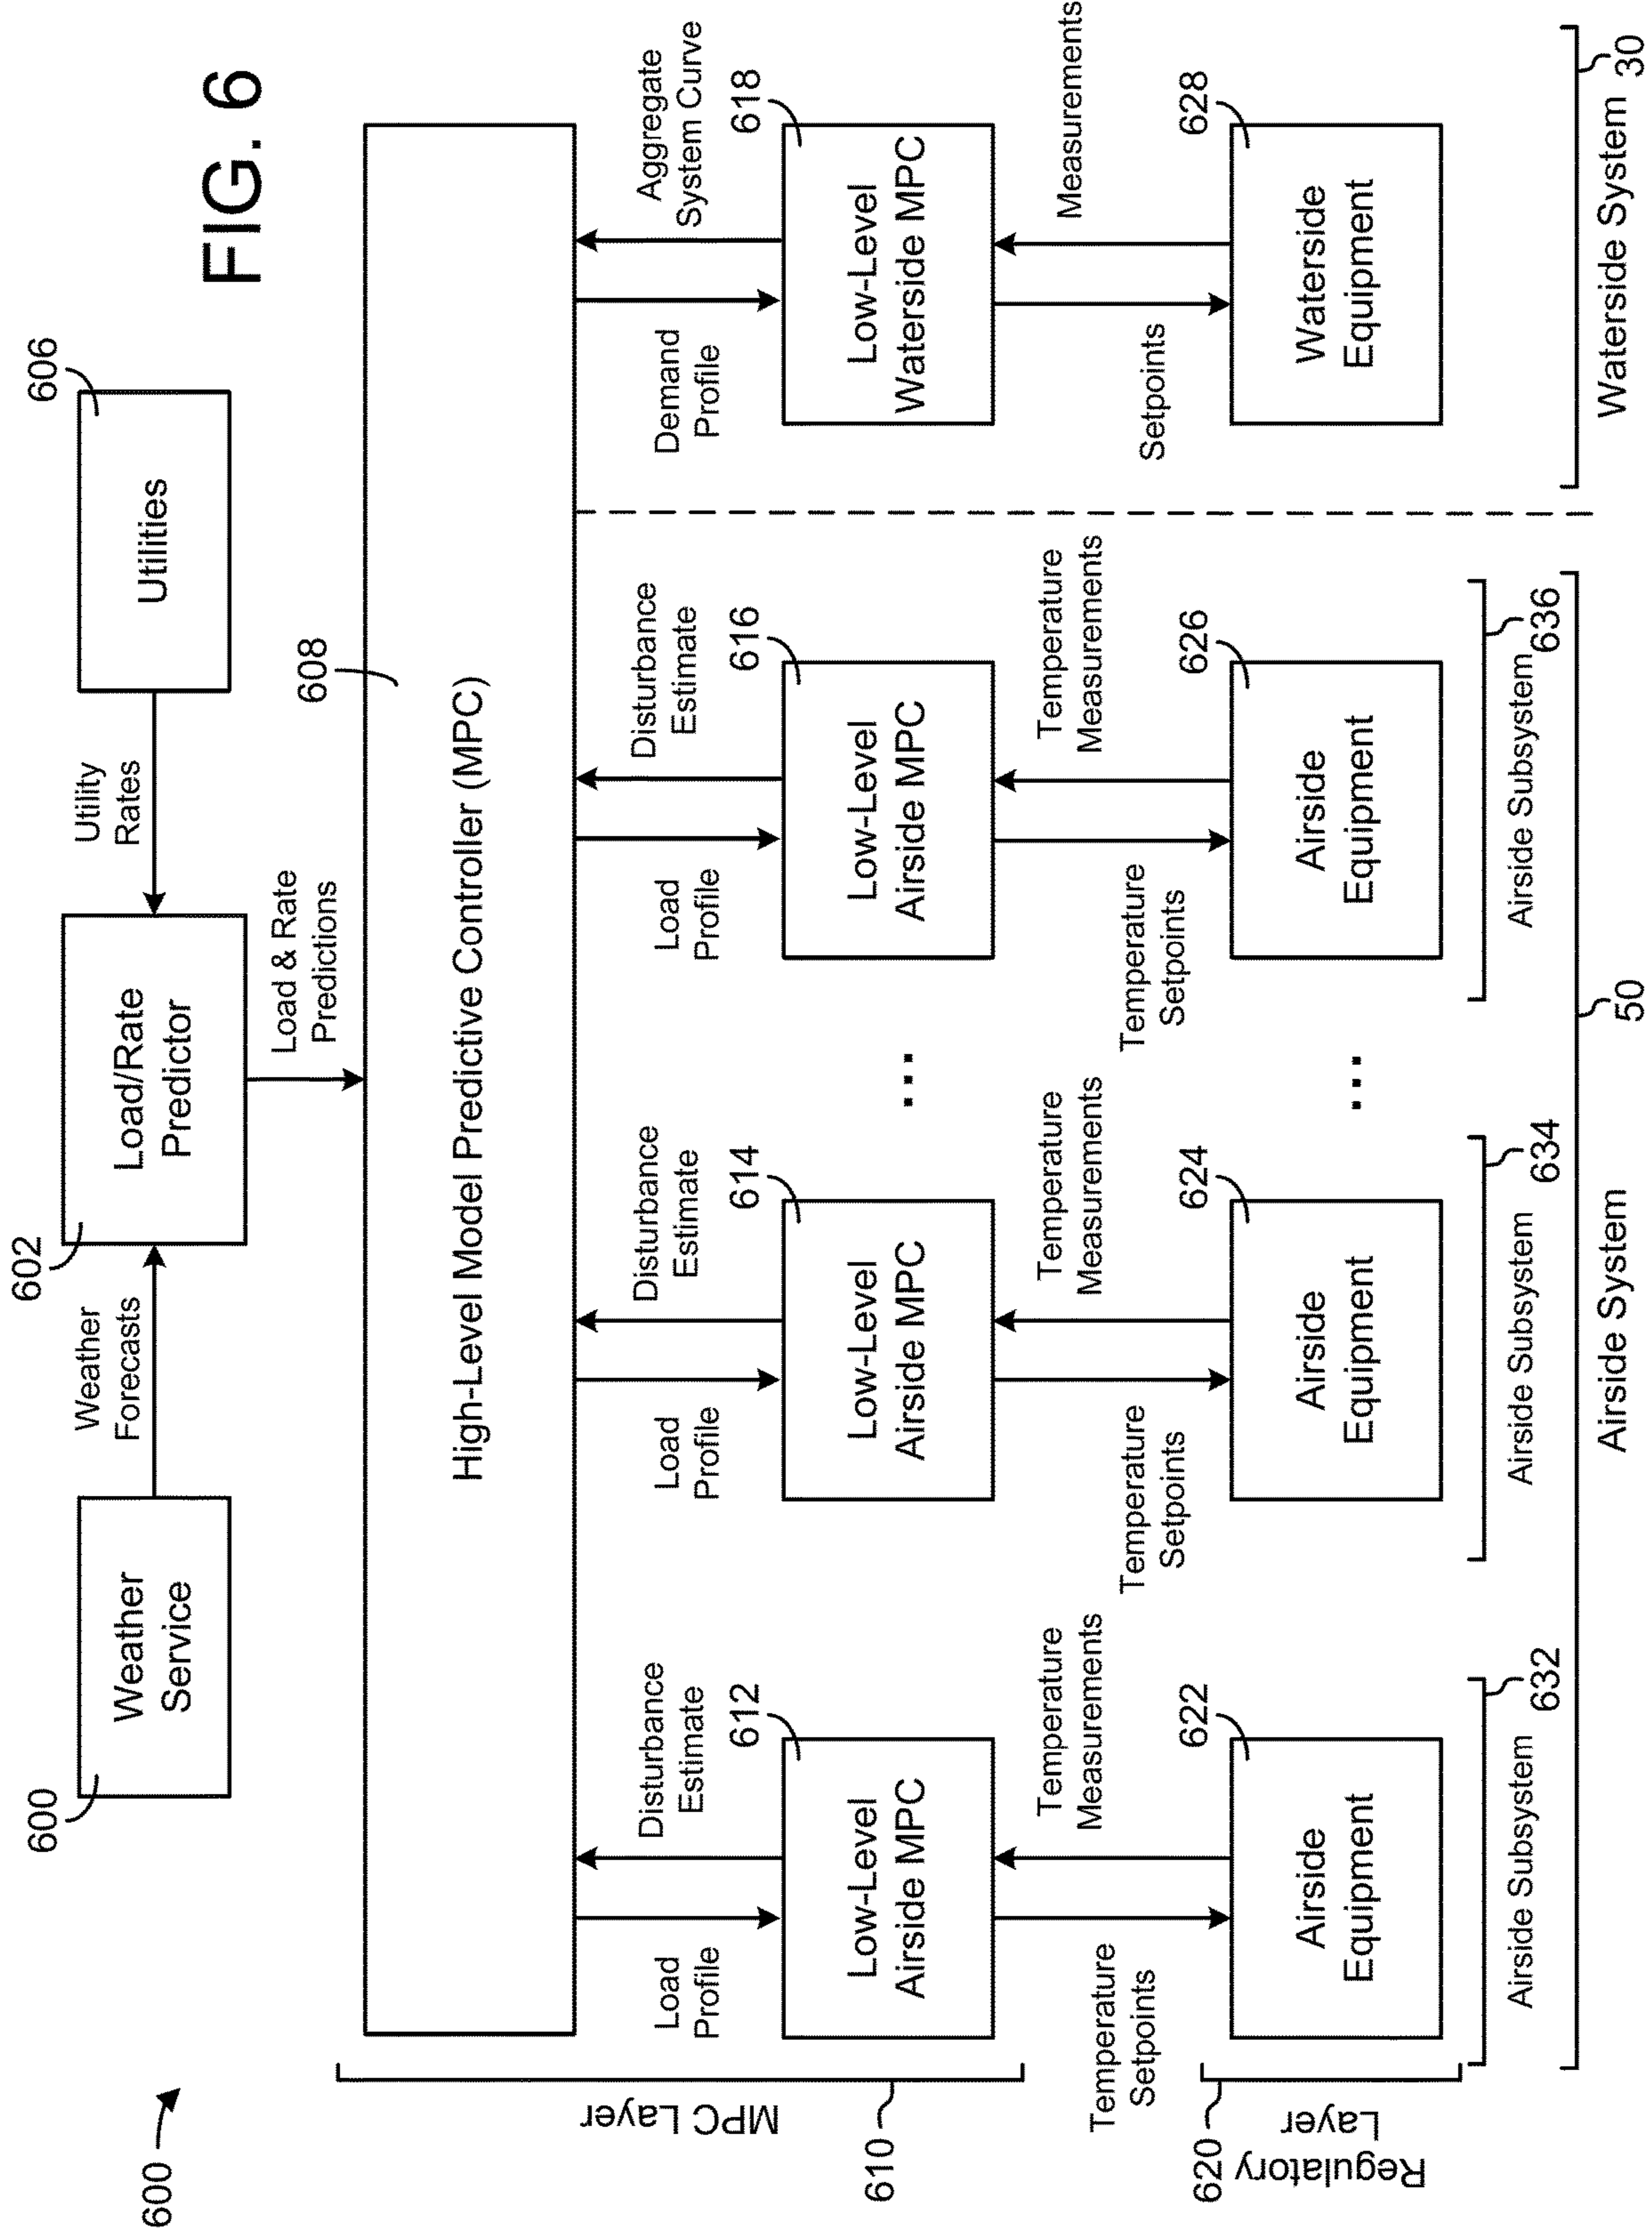 FIG. 6
600
600
Weather
Service
Weather
Forecasts
602
Load/Rate
Predictor
Utility
Rates
606
Utilities
Load & Rate
Predictions
608
High-Level Model Predictive Controller (MPC)
MPC Layer
610
Load
Profile
Disturbance
Estimate
Load
Profile
Disturbance
Estimate
Load
Profile
Disturbance
Estimate
Demand
Profile
Aggregate
System Curve
612
Low-Level
Airside MPC
614
Low-Level
Airside MPC
...
616
Low-Level
Airside MPC
618
Low-Level
Waterside MPC
Temperature
Setpoints
Temperature
Measurements
Temperature
Setpoints
Temperature
Measurements
Temperature
Setpoints
Temperature
Measurements
Setpoints
Measurements
620
Regulatory
Layer
622
Airside
Equipment
624
Airside
Equipment
...
626
Airside
Equipment
628
Waterside
Equipment
Airside Subsystem
632
Airside Subsystem
634
Airside Subsystem
636
Airside System
50
Waterside System
30